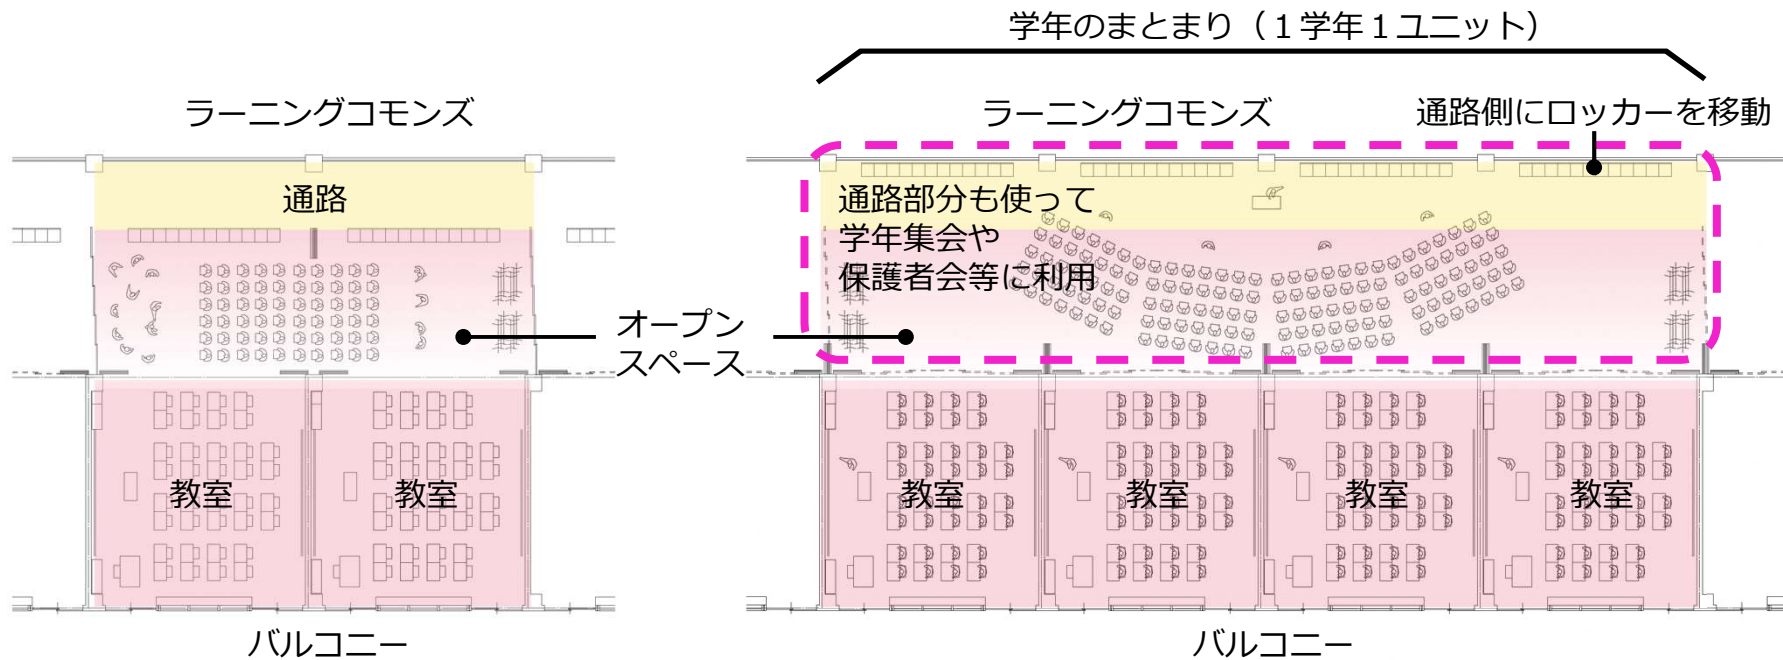 学年のまとまり（１学年１ユニット）
ラーニングコモンズ
通路
オープン
スペース
教室
教室
バルコニー
ラーニングコモンズ
通路側にロッカーを移動
通路部分も使って
学年集会や
保護者会等に利用
教室
教室
教室
教室
バルコニー